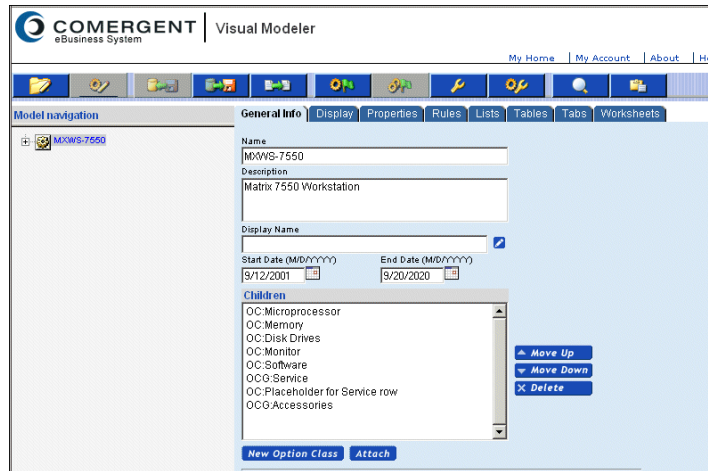 COMERGENT
eBusiness System
Visual Modeler
My Home | My Account | About |
Model navigation
General Info Display Properties Rules Lists Tables Tabs Worksheets
MXWS-7550
Name
MXWS-7550
Description
Matrix 7550 Workstation
Display Name
Start Date (M/D/YYYY) End Date (M/D/YYYY)
9/12/2001 9/20/2020
Children
OC:Microprocessor
OC:Memory
OC:Disk Drives
OC:Monitor
OC:Software
OCG:Service
OC:Placeholder for Service row
OCG:Accessories
Move Up
Move Down
Delete
New Option Class Attach